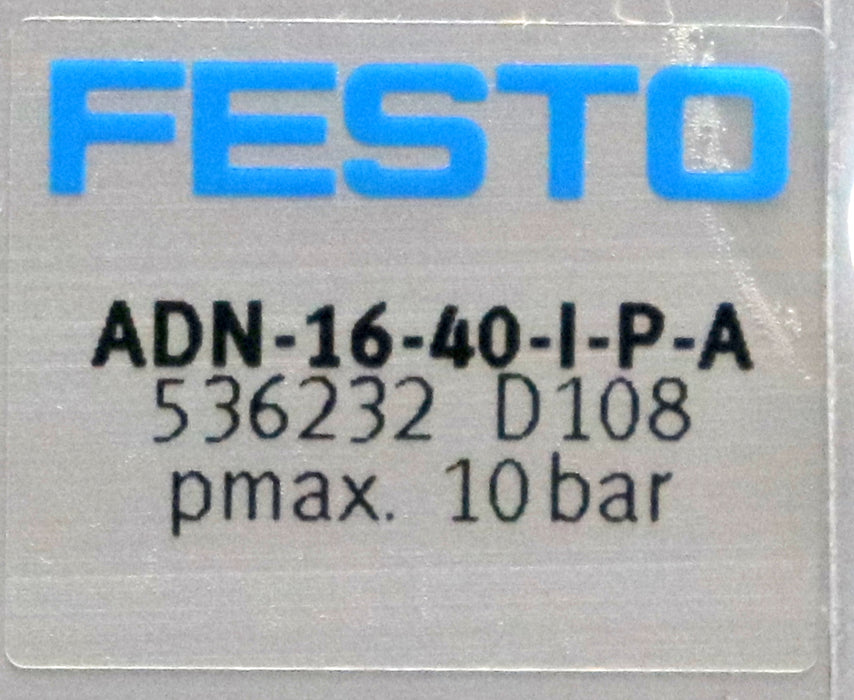 FESTO
ADN-16-40-I-P-A
536232 D108
pmax. 10 bar